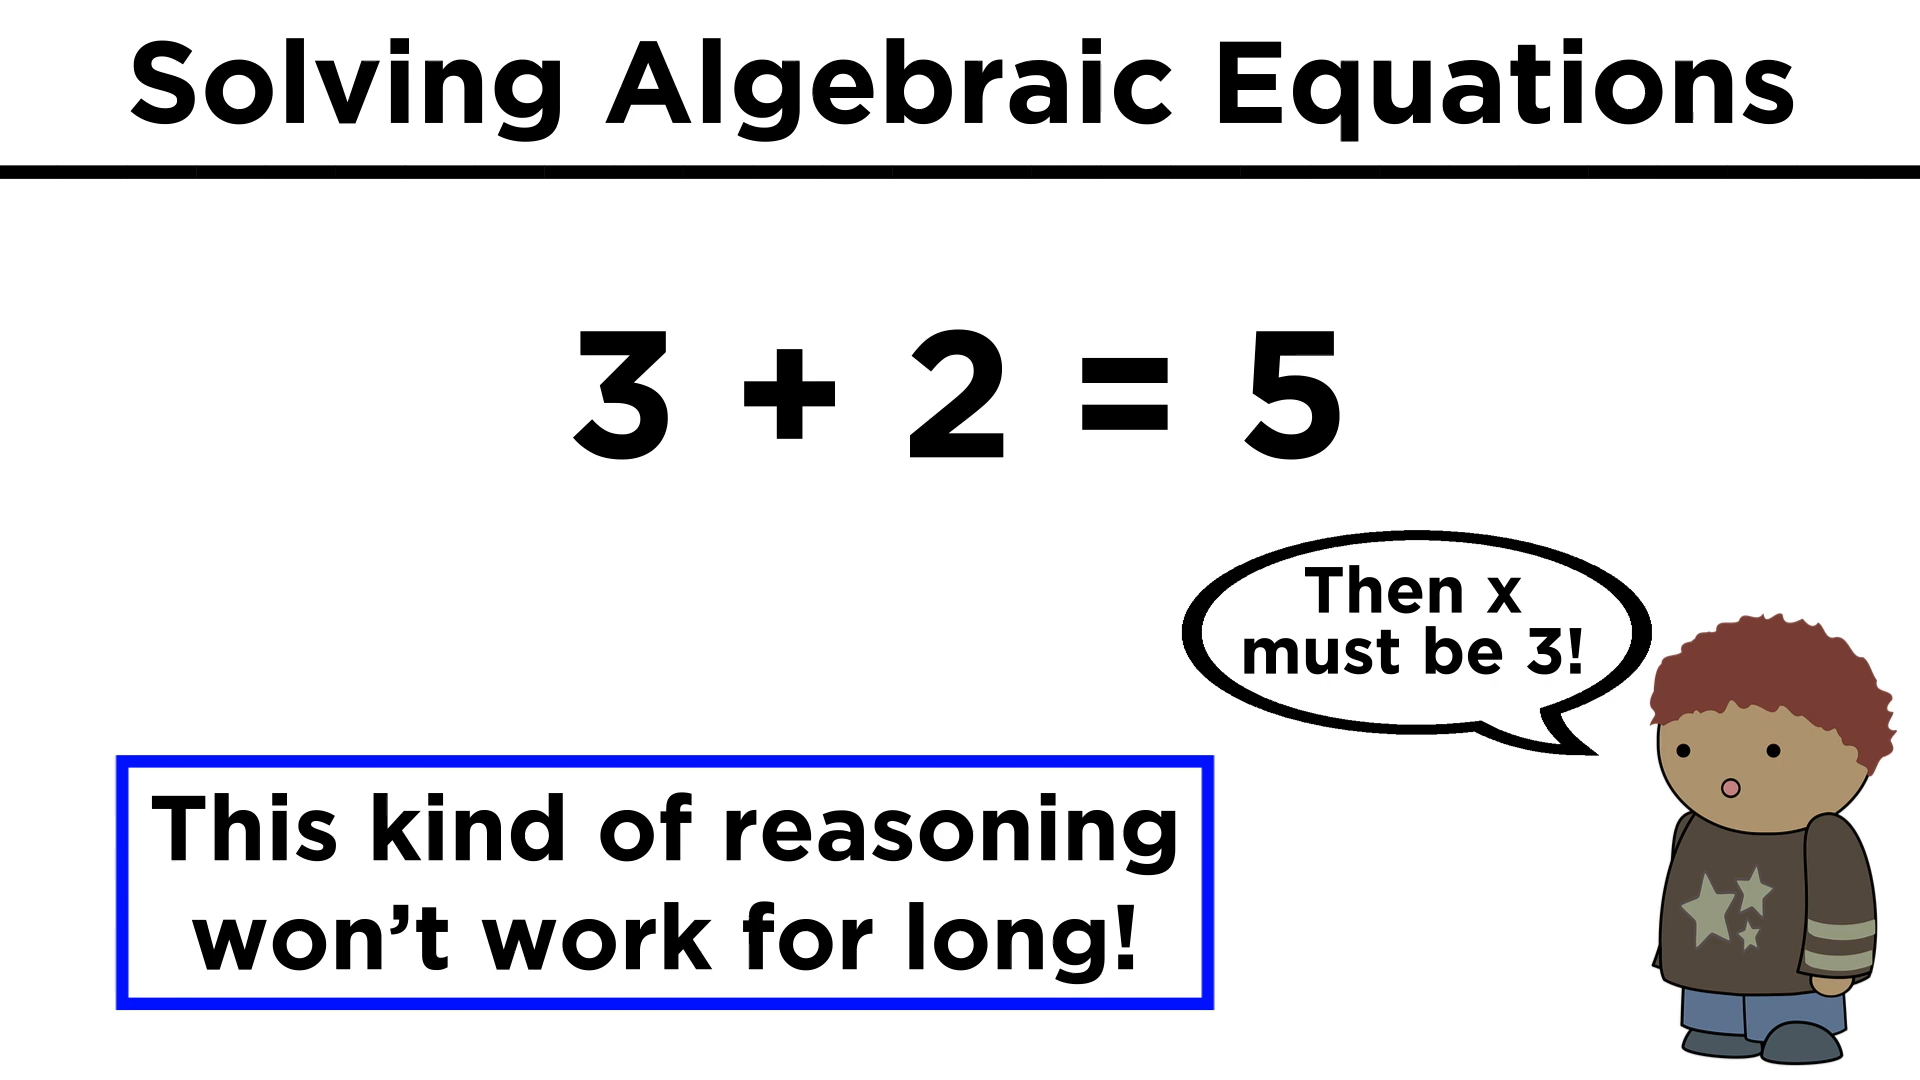 Solving Algebraic Equations
3 + 2 = 5
Then x
must be 3!
This kind of reasoning
won’t work for long!